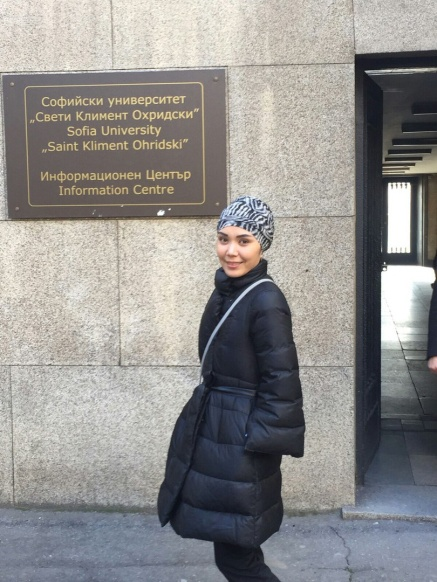 Софийски университет
„Свети Климент Охридски”
Sofia University
„Saint Kliment Ohridski”
Информационен Център
Information Centre